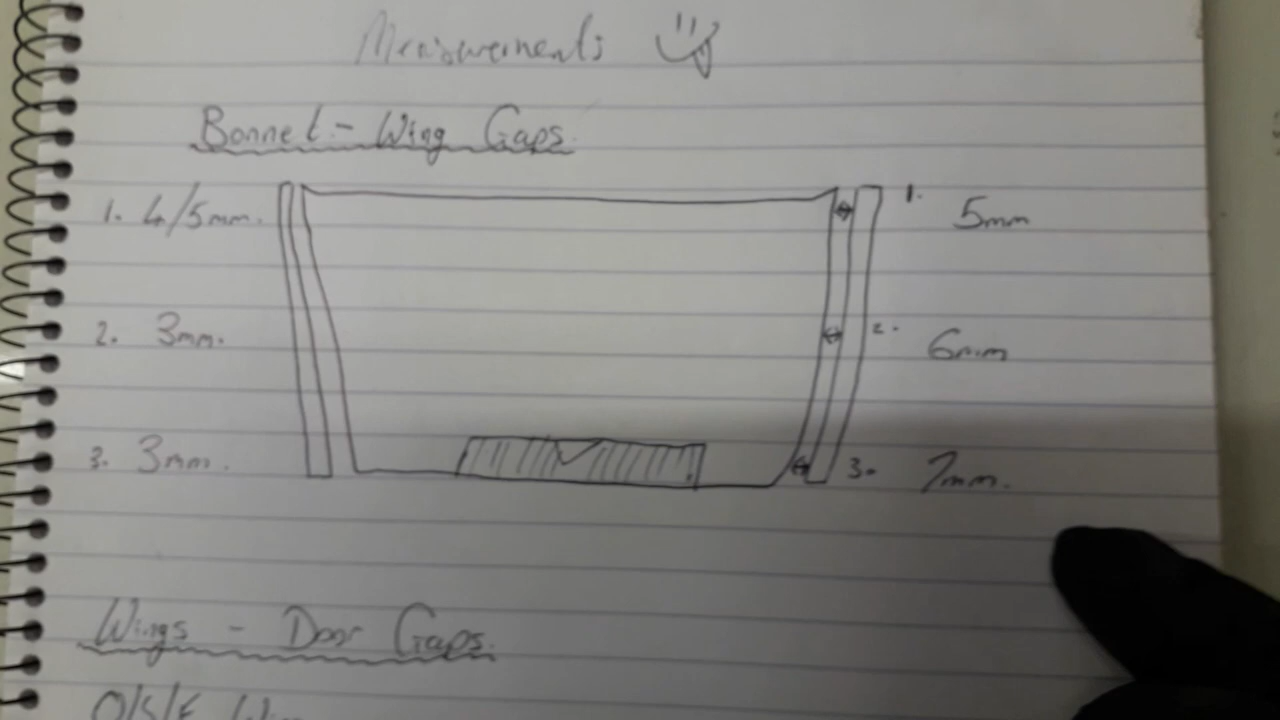 Measurements
Bonnet - Wing Gaps.
1. 4/5mm.
1. 5mm
2. 3mm.
2. 6mm
3. 3mm.
3. 7mm.
Wings - Door Gaps.
O/S/F Wing